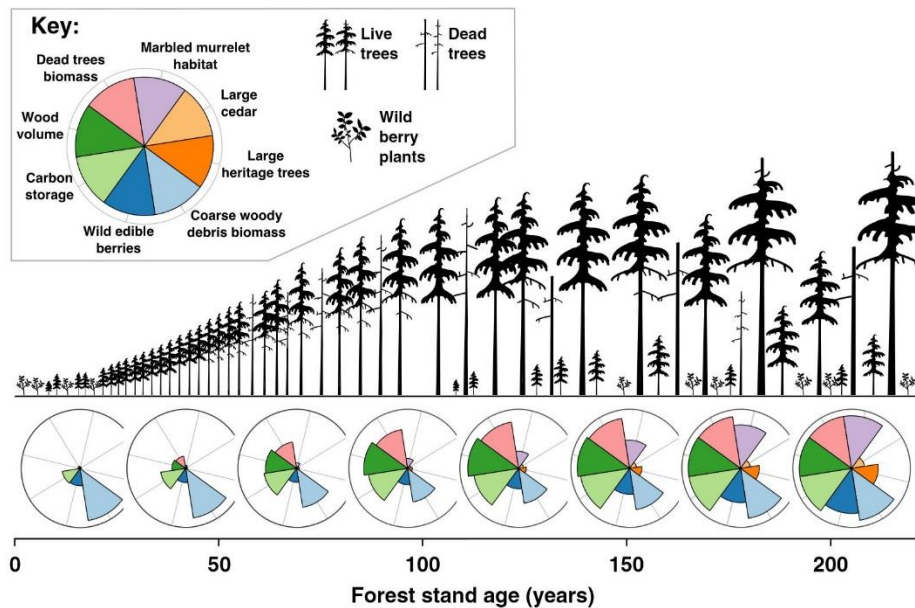 Key:
Marbled murrelet
habitat
Dead trees
biomass
Large
cedar
Wood
volume
Large
heritage trees
Carbon
storage
Coarse woody
debris biomass
Wild edible
berries
Live
trees
Dead
trees
Wild
berry
plants
0
50
100
150
200
Forest stand age (years)